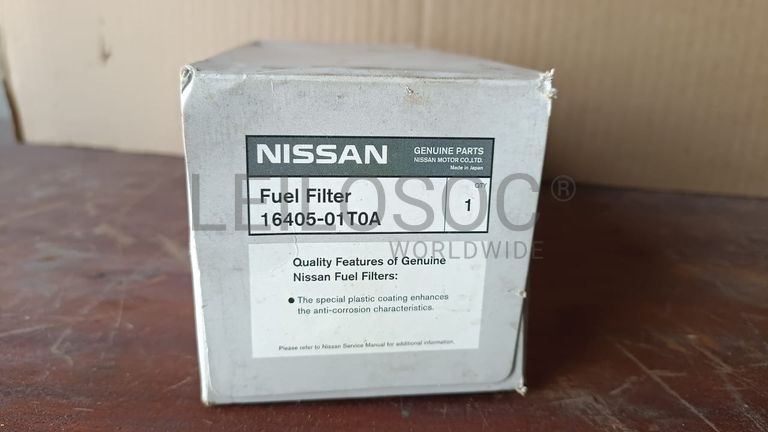 NISSAN
GENUINE PARTS
NISSAN MOTOR CO.,LTD.
Made in Japan
Fuel Filter
16405-01T0A
QTY
1
LEILOSOC®
WORLDWIDE
Quality Features of Genuine
Nissan Fuel Filters:
● The special plastic coating enhances
the anti-corrosion characteristics.
Please refer to Nissan Service Manual for additional information.